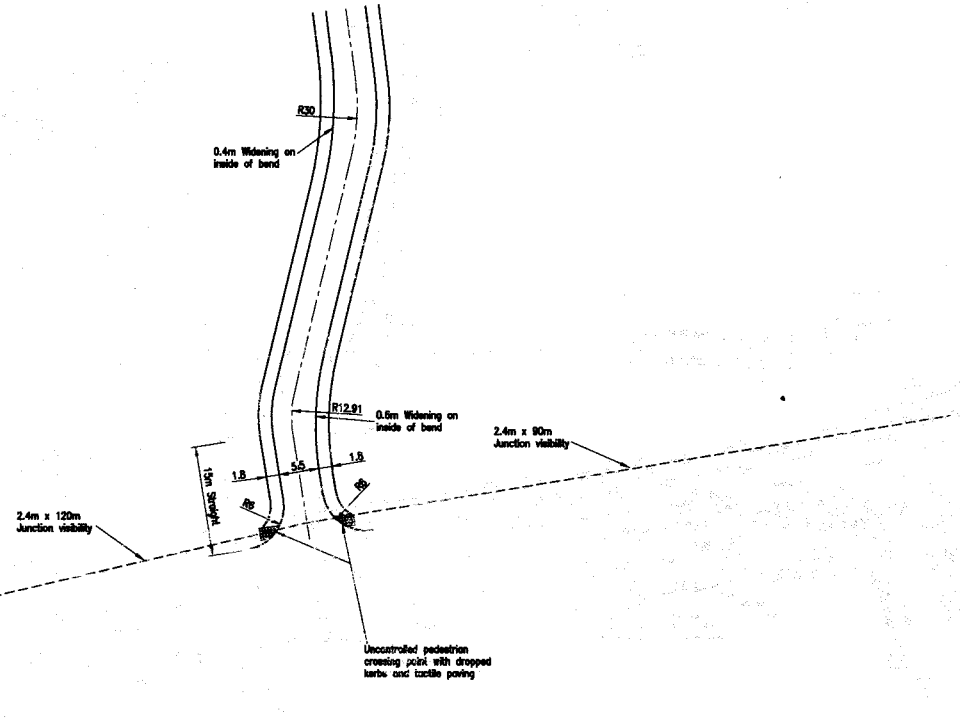 R30
0.4m Widening on
inside of bend
R12.91
0.6m Widening on
inside of bend
2.4m x 90m
Junction visibility
1.8
5.5
1.8
15m Straight
R6
2.4m x 120m
Junction visibility
Uncontrolled pedestrian
crossing point with dropped
kerbs and tactile paving